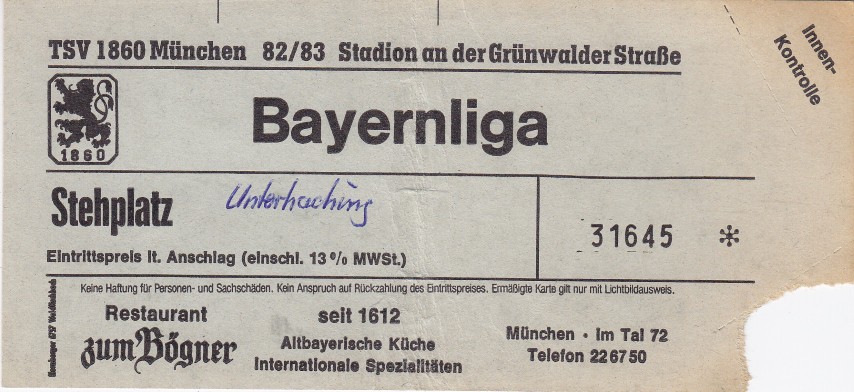 TSV 1860 München 82/83 Stadion an der Grünwalder Straße
Innen-
Kontrolle
1860
Bayernliga
Stehplatz
Unterhaching
31645 *
Eintrittspreis lt. Anschlag (einschl. 13% MWSt.)
Keine Haftung für Personen- und Sachschäden. Kein Anspruch auf Rückzahlung des Eintrittspreises. Ermäßigte Karte gilt nur mit Lichtbildausweis.
Restaurant
zum Bögner
seit 1612
Altbayerische Küche
Internationale Spezialitäten
München · Im Tal 72
Telefon 226750